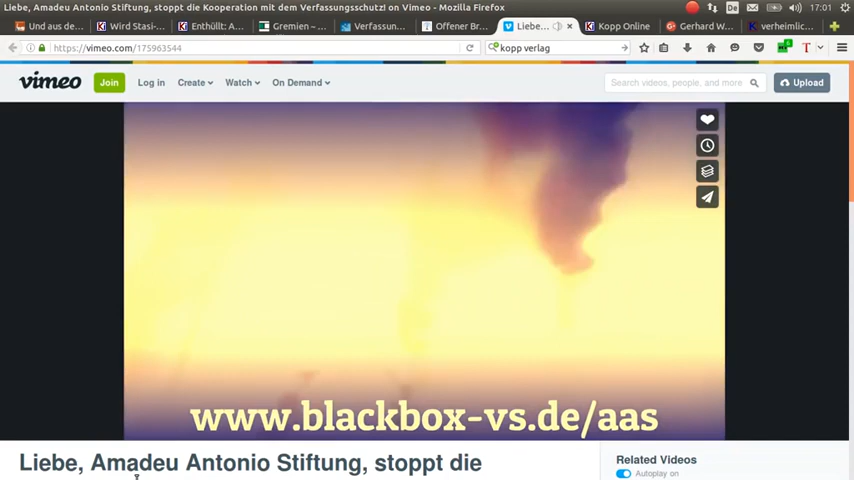 Liebe, Amadeu Antonio Stiftung, stoppt die Kooperation mit dem Verfassungsschutz! on Vimeo - Mozilla Firefox
De 17:01
Und aus de... Wird Stasi-... Enthüllt: A... Gremien – ... Verfassun... Offener Br... Liebe... Kopp Online Gerhard W... verheimlic...
https://vimeo.com/175963544 kopp verlag
vimeo Join Log in Create Watch On Demand Search videos, people, and more Upload
www.blackbox-vs.de/aas
Liebe, Amadeu Antonio Stiftung, stoppt die
Related Videos
Autoplay on